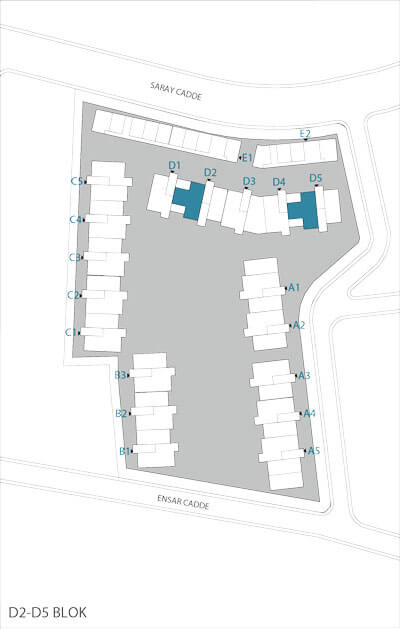 SARAY CADDE
E2
E1
D1
D2
D3
D4
D5
C5
C4
C3
C2
C1
A1
A2
B3
A3
B2
A4
B1
A5
ENSAR CADDE
D2-D5 BLOK